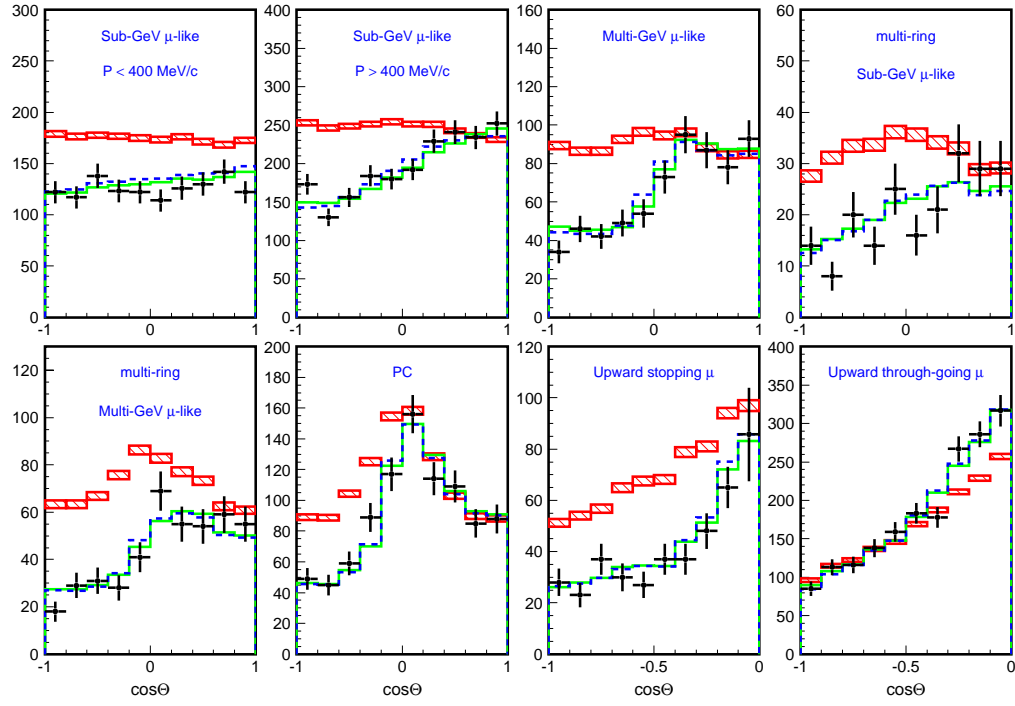 300
250
200
150
100
50
0
-1 0 1
Sub-GeV μ-like
P < 400 MeV/c
400
350
300
250
200
150
100
50
0
-1 0 1
Sub-GeV μ-like
P > 400 MeV/c
160
140
120
100
80
60
40
20
0
-1 0 1
Multi-GeV μ-like
60
50
40
30
20
10
0
-1 0 1
multi-ring
Sub-GeV μ-like
120
100
80
60
40
20
0
-1 0 1
cosΘ
multi-ring
Multi-GeV μ-like
200
180
160
140
120
100
80
60
40
20
0
-1 0 1
cosΘ
PC
120
100
80
60
40
20
0
-1 -0.5 0
cosΘ
Upward stopping μ
400
350
300
250
200
150
100
50
0
-1 -0.5 0
cosΘ
Upward through-going μ